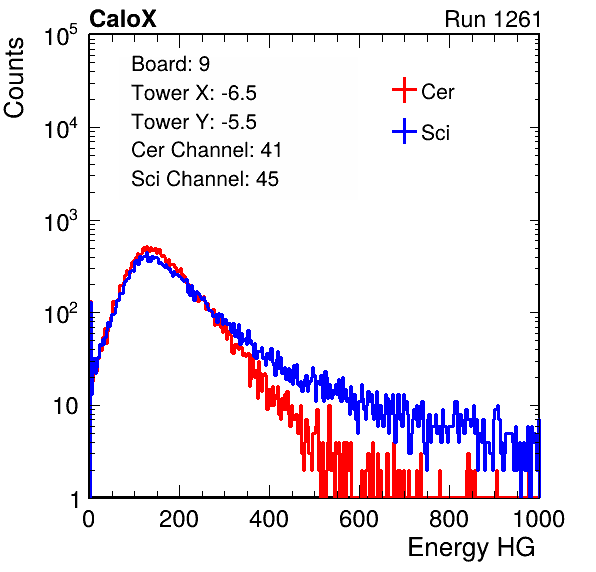 CaloX Run 1261
Counts
10^5
10^4
10^3
10^2
10
1
Board: 9
Tower X: -6.5
Tower Y: -5.5
Cer Channel: 41
Sci Channel: 45
Cer
Sci
0 200 400 600 800 1000
Energy HG